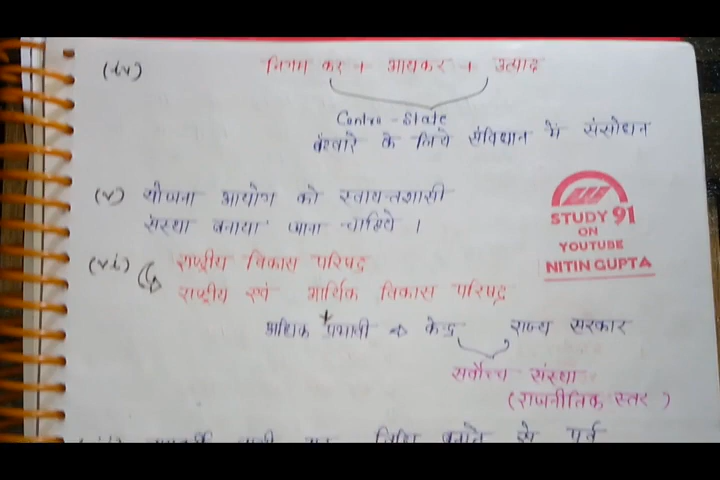 (iv) निगम कर + आयकर + उत्पाद
Centre - State
बंटवारे के लिये संविधान में संसोधन
(v) योजना आयोग को स्वायत्तशासी
संस्था बनाया जाना चाहिये ।
STUDY 91
ON
YOUTUBE
NITIN GUPTA
(vi) राष्ट्रीय विकास परिषद
राष्ट्रीय एवं आर्थिक विकास परिषद
अधिक प्रभावी केन्द्र राज्य सरकार
सर्वोच्च संस्था
(राजनीतिक स्तर )
से पूर्व